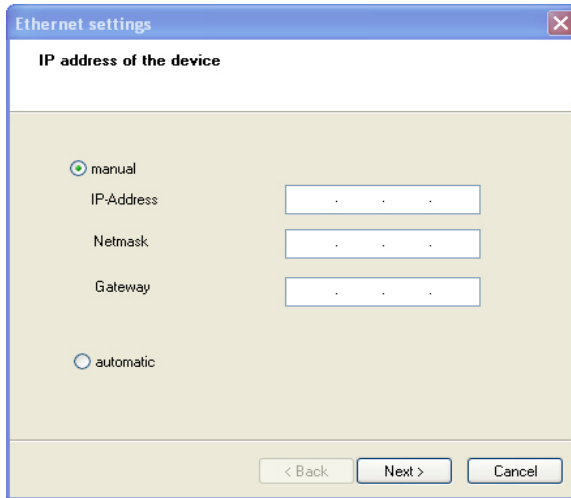 Ethernet settings
IP address of the device
manual
IP-Address . . .
Netmask . . .
Gateway . . .
automatic
< Back Next > Cancel